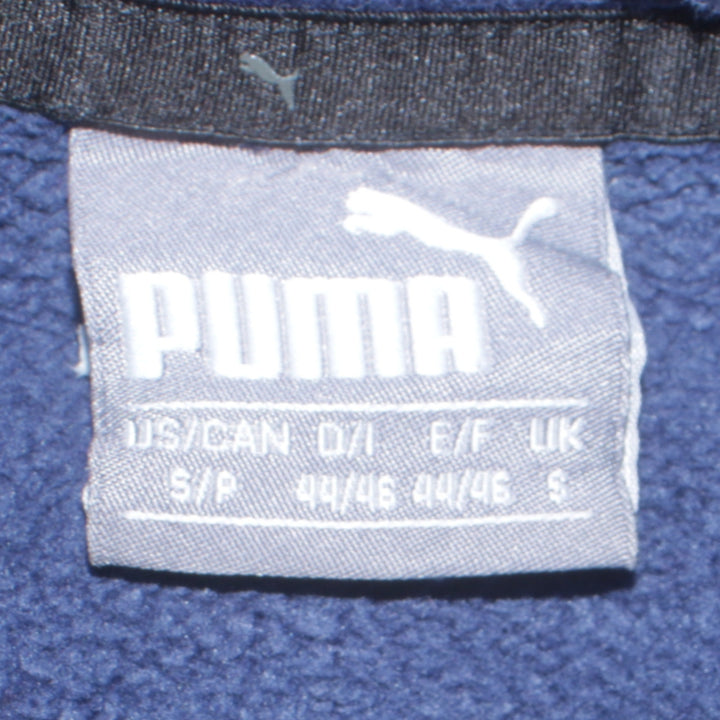 PUMA
US/CAN D/I E/F UK
S/P 44/46 44/46 S